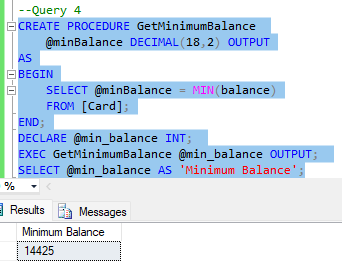 --Query 4
CREATE PROCEDURE GetMinimumBalance
@minBalance DECIMAL(18,2) OUTPUT
AS
BEGIN
SELECT @minBalance = MIN(balance)
FROM [Card];
END;
DECLARE @min_balance INT;
EXEC GetMinimumBalance @min_balance OUTPUT;
SELECT @min_balance AS 'Minimum Balance';
%
Results Messages
Minimum Balance
14425